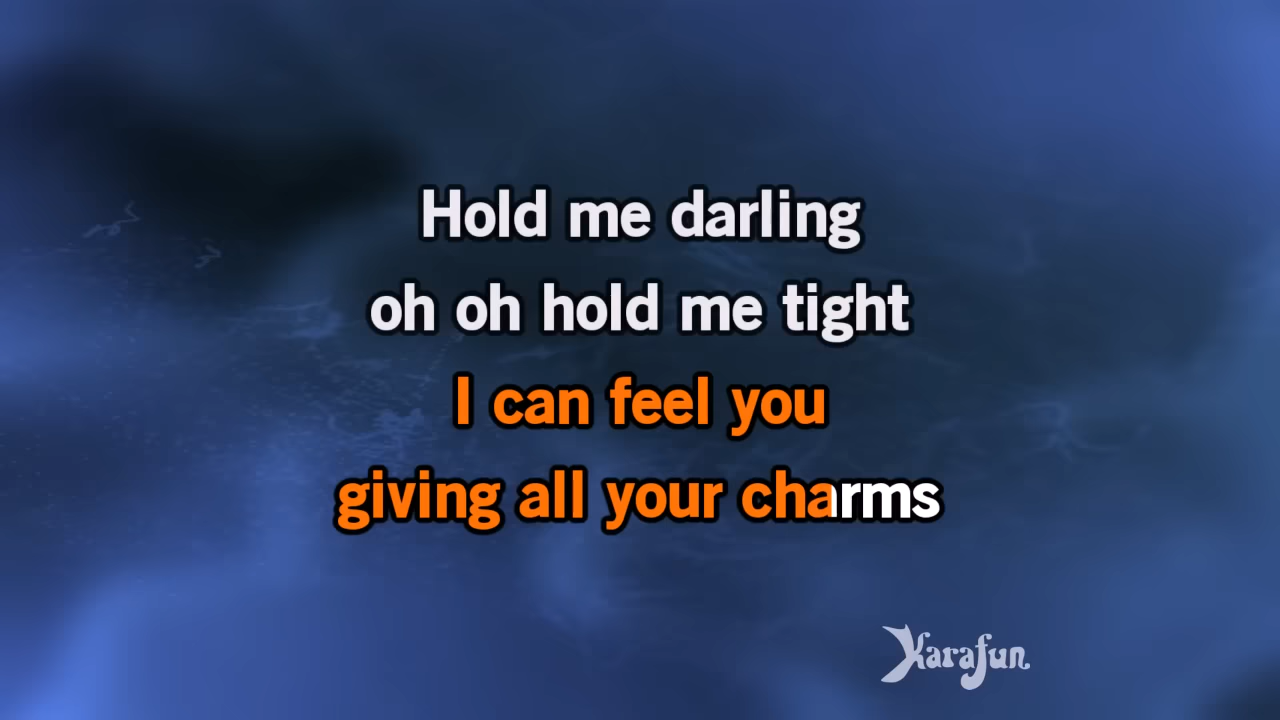 Hold me darling
oh oh hold me tight
I can feel you
giving all your charms
Karafun